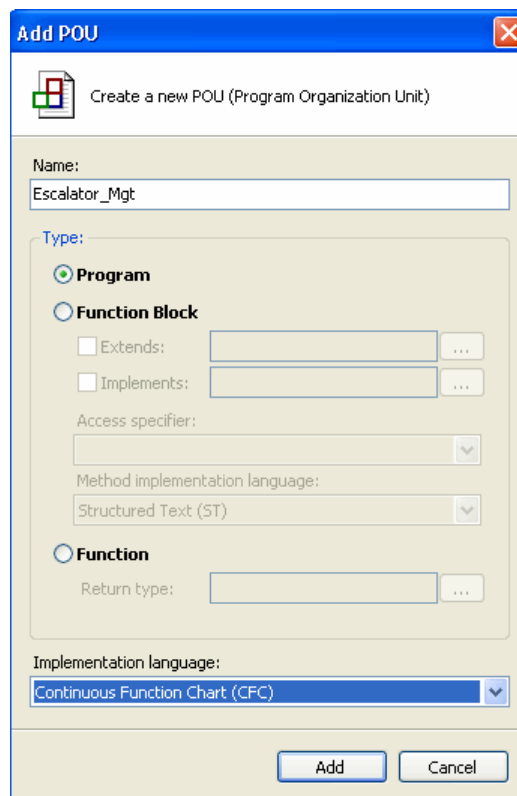 Add POU
Create a new POU (Program Organization Unit)
Name:
Escalator_Mgt
Type:
Program
Function Block
Extends:
...
Implements:
...
Access specifier:
Method implementation language:
Structured Text (ST)
Function
Return type:
...
Implementation language:
Continuous Function Chart (CFC)
Add Cancel